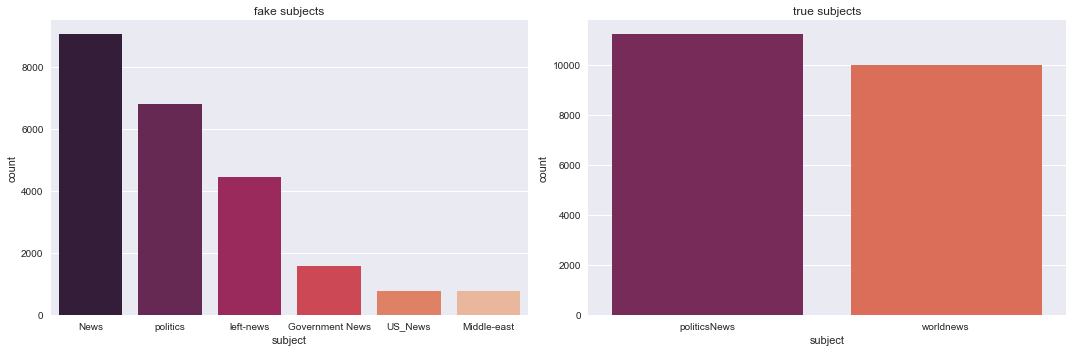 fake subjects
count
8000
6000
4000
2000
0
News politics left-news Government News US_News Middle-east
subject
true subjects
count
10000
8000
6000
4000
2000
0
politicsNews worldnews
subject